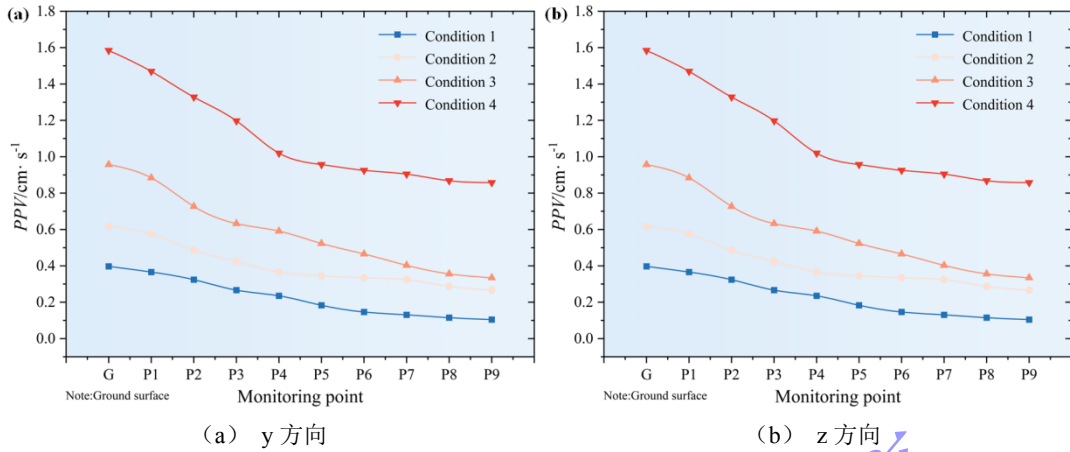 (a)
1.8
1.6
1.4
1.2
1.0
0.8
0.6
0.4
0.2
0.0
PPV/cm· s⁻¹
Condition 1
Condition 2
Condition 3
Condition 4
G P1 P2 P3 P4 P5 P6 P7 P8 P9
Note:Ground surface
Monitoring point
(b)
1.8
1.6
1.4
1.2
1.0
0.8
0.6
0.4
0.2
0.0
PPV/cm· s⁻¹
Condition 1
Condition 2
Condition 3
Condition 4
G P1 P2 P3 P4 P5 P6 P7 P8 P9
Note:Ground surface
Monitoring point
（a） y 方向
（b） z 方向